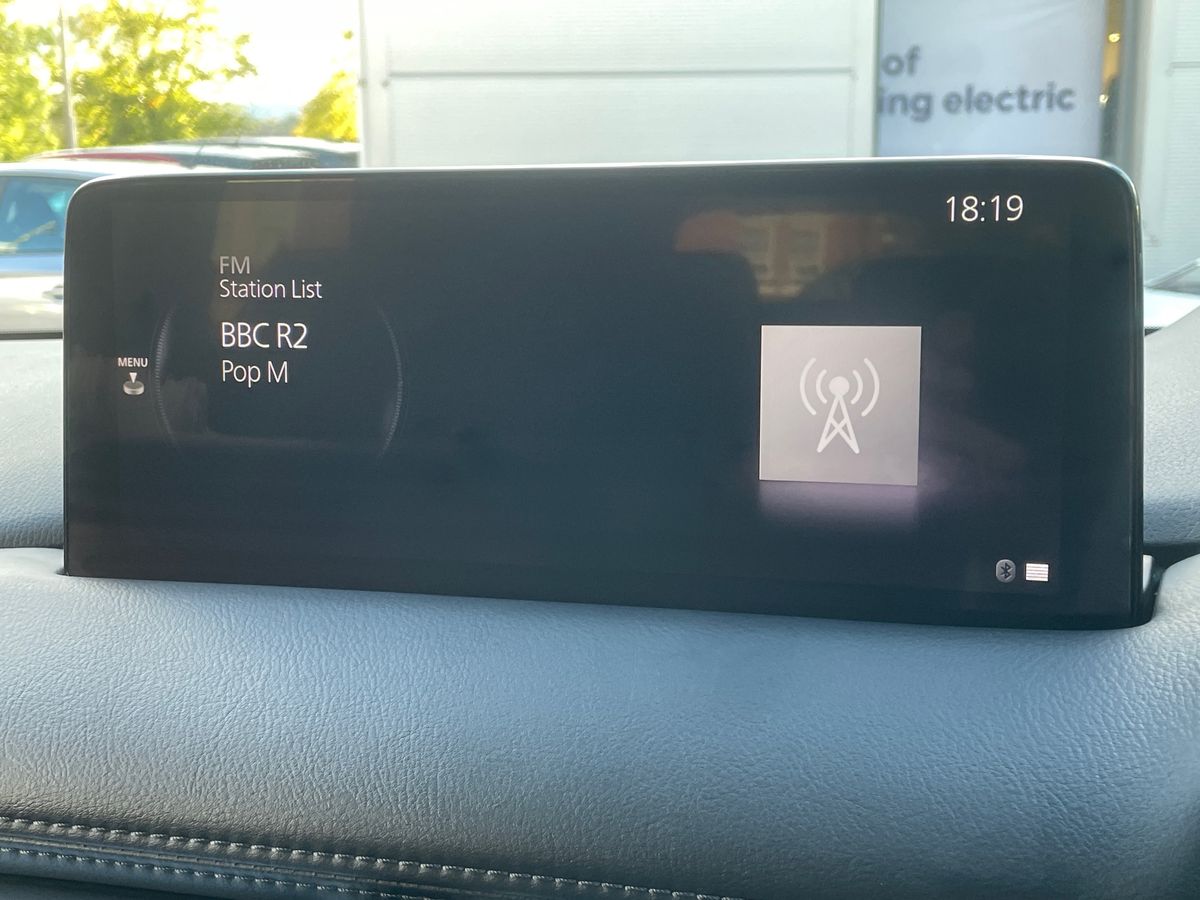 of
ing electric
18:19
FM
Station List
BBC R2
Pop M
MENU